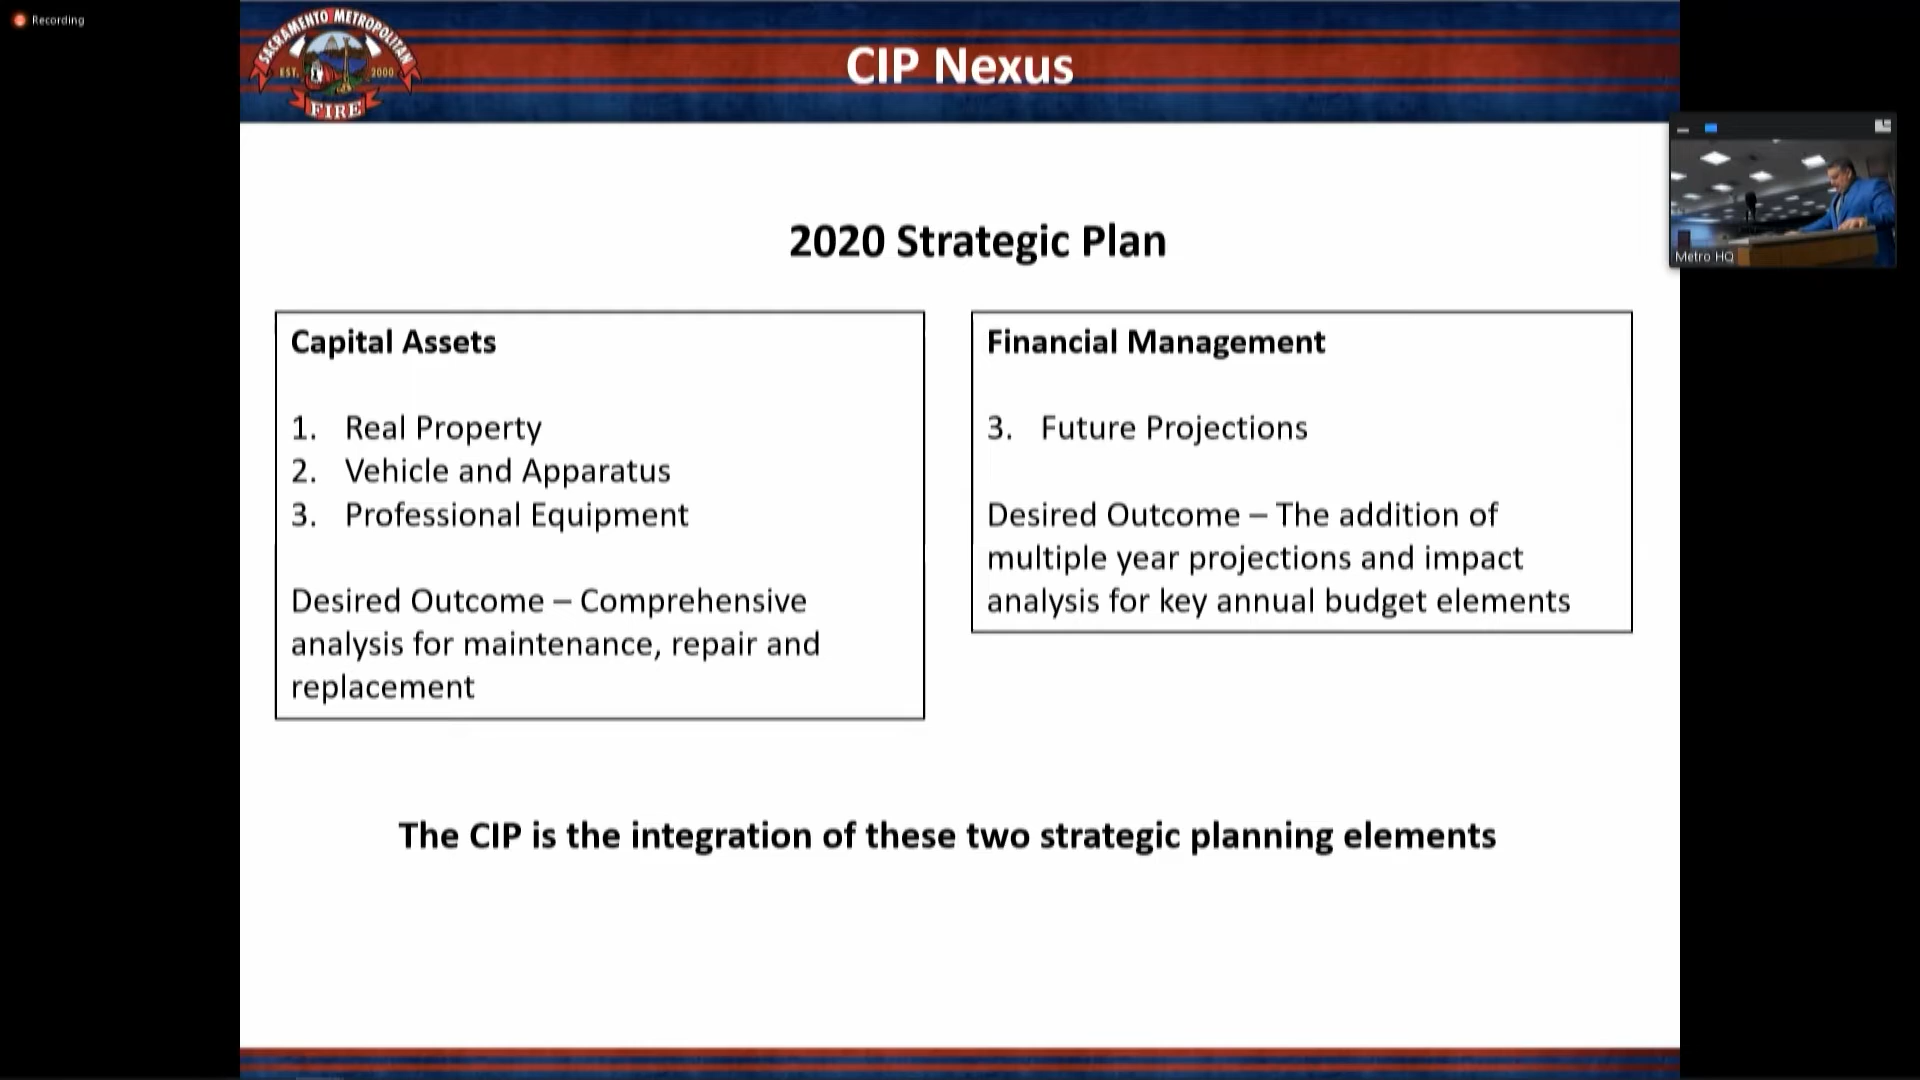 Recording
SACRAMENTO METROPOLITAN
EST. 2000
FIRE
CIP Nexus
Metro HQ
2020 Strategic Plan
Capital Assets
1. Real Property
2. Vehicle and Apparatus
3. Professional Equipment
Desired Outcome – Comprehensive
analysis for maintenance, repair and
replacement
Financial Management
3. Future Projections
Desired Outcome – The addition of
multiple year projections and impact
analysis for key annual budget elements
The CIP is the integration of these two strategic planning elements